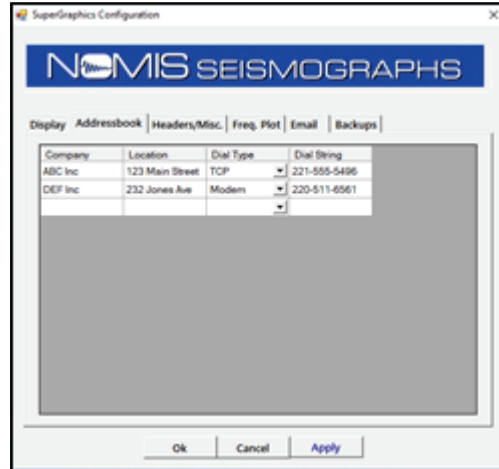 SuperGraphics Configuration
NOMIS SEISMOGRAPHS
Display Addressbook Headers/Misc. Freq. Plot Email Backups
Company Location Dial Type Dial String
ABC Inc 123 Main Street TCP 221-555-5496
DEF Inc 232 Jones Ave Modem 220-511-6561
Ok Cancel Apply